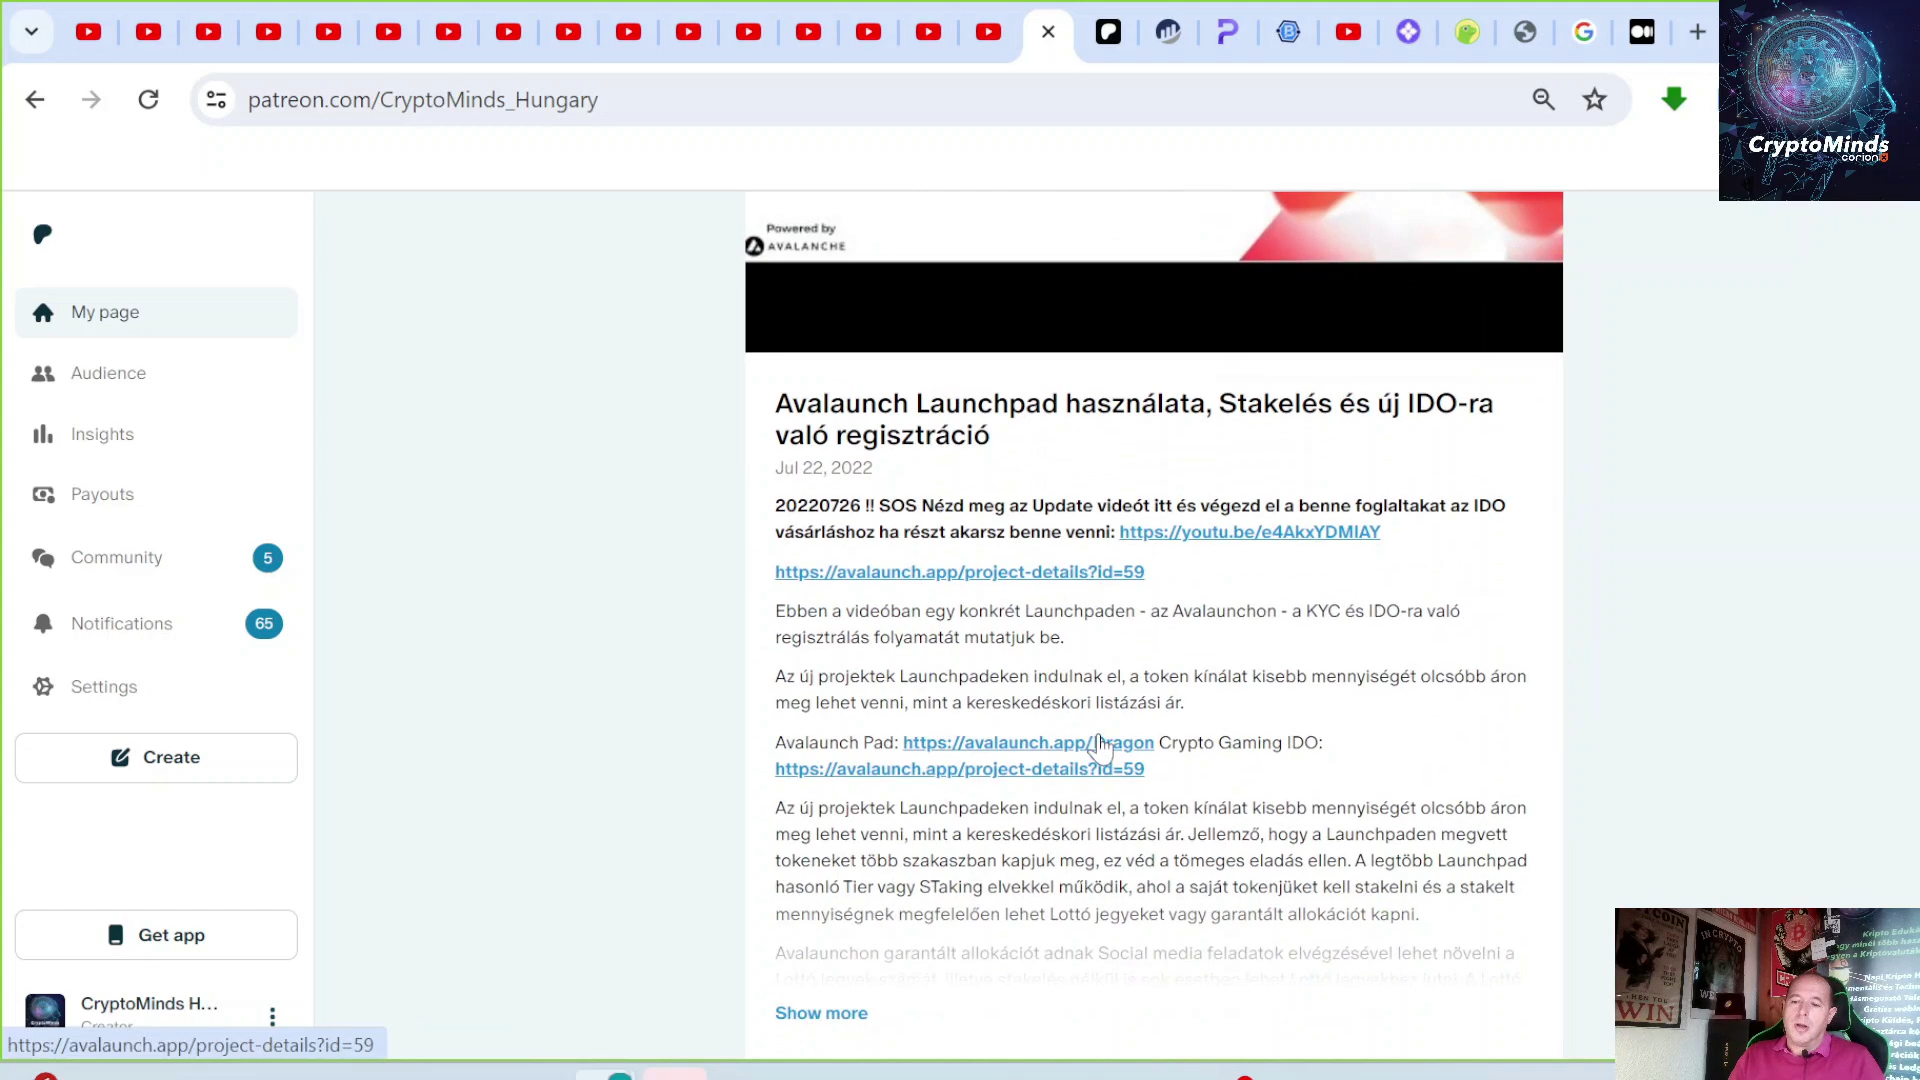 patreon.com/CryptoMinds_Hungary
CryptoMinds
corion
Powered by
AVALANCHE
My page
Audience
Insights
Payouts
Community 5
Notifications 65
Settings
Create
Get app
CryptoMinds H...
Creator
https://avalaunch.app/project-details?id=59
Avalaunch Launchpad használata, Stakelés és új IDO-ra
való regisztráció
Jul 22, 2022
20220726 !! SOS Nézd meg az Update videót itt és végezd el a benne foglaltakat az IDO
vásárláshoz ha részt akarsz benne venni: https://youtu.be/e4AkxYDMIAY
https://avalaunch.app/project-details?id=59
Ebben a videóban egy konkrét Launchpaden - az Avalaunchon - a KYC és IDO-ra való
regisztrálás folyamatát mutatjuk be.
Az új projektek Launchpadeken indulnak el, a token kínálat kisebb mennyiségét olcsóbb áron
meg lehet venni, mint a kereskedéskori listázási ár.
Avalaunch Pad: https://avalaunch.app/Dragon Crypto Gaming IDO:
https://avalaunch.app/project-details?id=59
Az új projektek Launchpadeken indulnak el, a token kínálat kisebb mennyiségét olcsóbb áron
meg lehet venni, mint a kereskedéskori listázási ár. Jellemző, hogy a Launchpaden megvett
tokeneket több szakaszban kapjuk meg, ez véd a tömeges eladás ellen. A legtöbb Launchpad
hasonló Tier vagy STaking elvekkel működik, ahol a saját tokenjüket kell stakelni és a stakelt
mennyiségnek megfelelően lehet Lottó jegyeket vagy garantált allokációt kapni.
Avalaunchon garantált allokációt adnak Social media feladatok elvégzésével lehet növelni a
Show more
IN CRYPTO
WIN